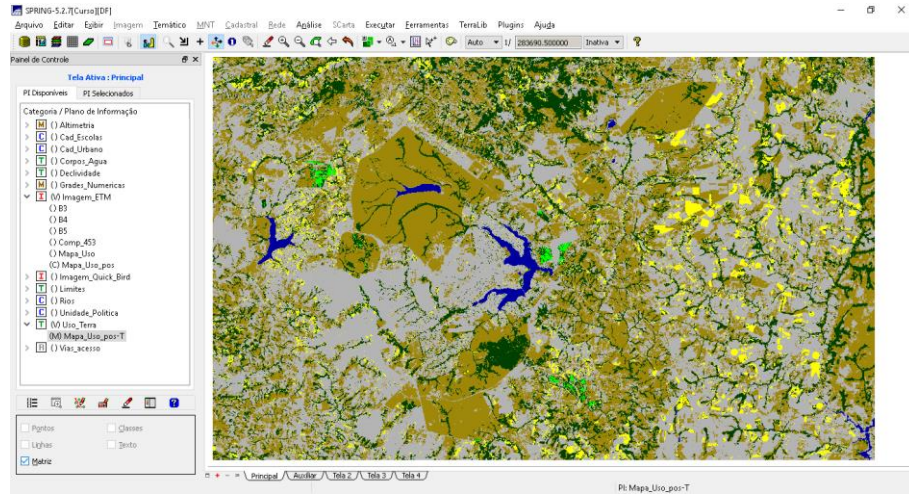 SPRING-5.2.7[Curso][DF]
Arquivo Editar Exibir Imagem Temático MNT Cadastral Rede Análise SCarta Executar Ferramentas TerraLib Plugins Ajuda
Auto 1/ 283690.500000 Inativa
Painel de Controle
Tela Ativa : Principal
PI Disponíveis PI Selecionados
Categoria / Plano de Informação
M () Altimetria
C () Cad_Escolas
C () Cad_Urbano
T () Corpos_Agua
T () Declividade
M () Grades_Numericas
I (V) Imagem_ETM
() B3
() B4
() B5
() Comp_453
() Mapa_Uso
(C) Mapa_Uso_pos
I () Imagem_Quick_Bird
T () Limites
C () Rios
C () Unidade_Politica
T (V) Uso_Terra
(M) Mapa_Uso_pos-T
R () Vias_acesso
Pontos Classes
Linhas Texto
Matriz
Principal Auxiliar Tela 2 Tela 3 Tela 4
PI: Mapa_Uso_pos-T